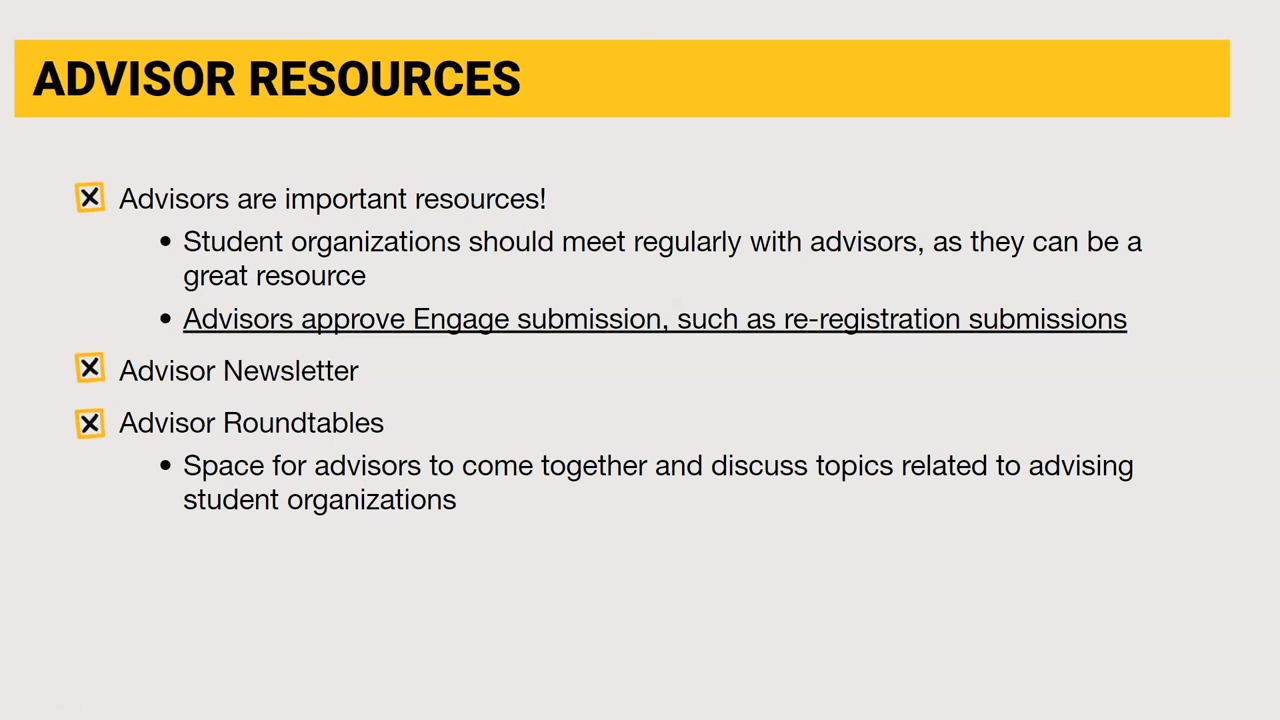 ADVISOR RESOURCES
Advisors are important resources!
• Student organizations should meet regularly with advisors, as they can be a
great resource
• Advisors approve Engage submission, such as re-registration submissions
Advisor Newsletter
Advisor Roundtables
• Space for advisors to come together and discuss topics related to advising
student organizations